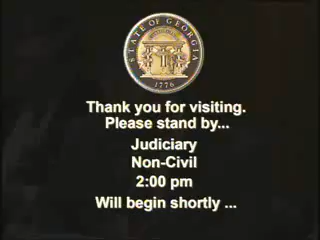 STATE OF GEORGIA
1776
Thank you for visiting.
Please stand by...
Judiciary
Non-Civil
2:00 pm
Will begin shortly ...